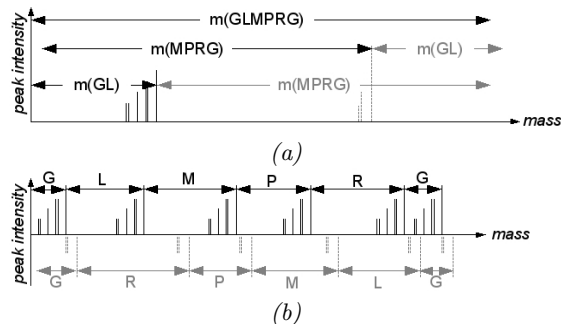 peak intensity
m(GLMPRG)
m(MPRG) m(GL)
m(GL) m(MPRG)
mass
(a)
peak intensity
G L M P R G
mass
G R P M L G
(b)